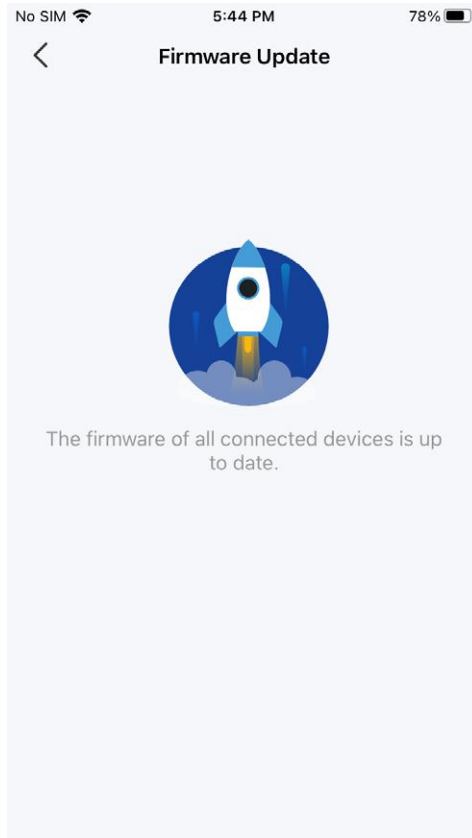 No SIM 5:44 PM 78%
Firmware Update
The firmware of all connected devices is up
to date.